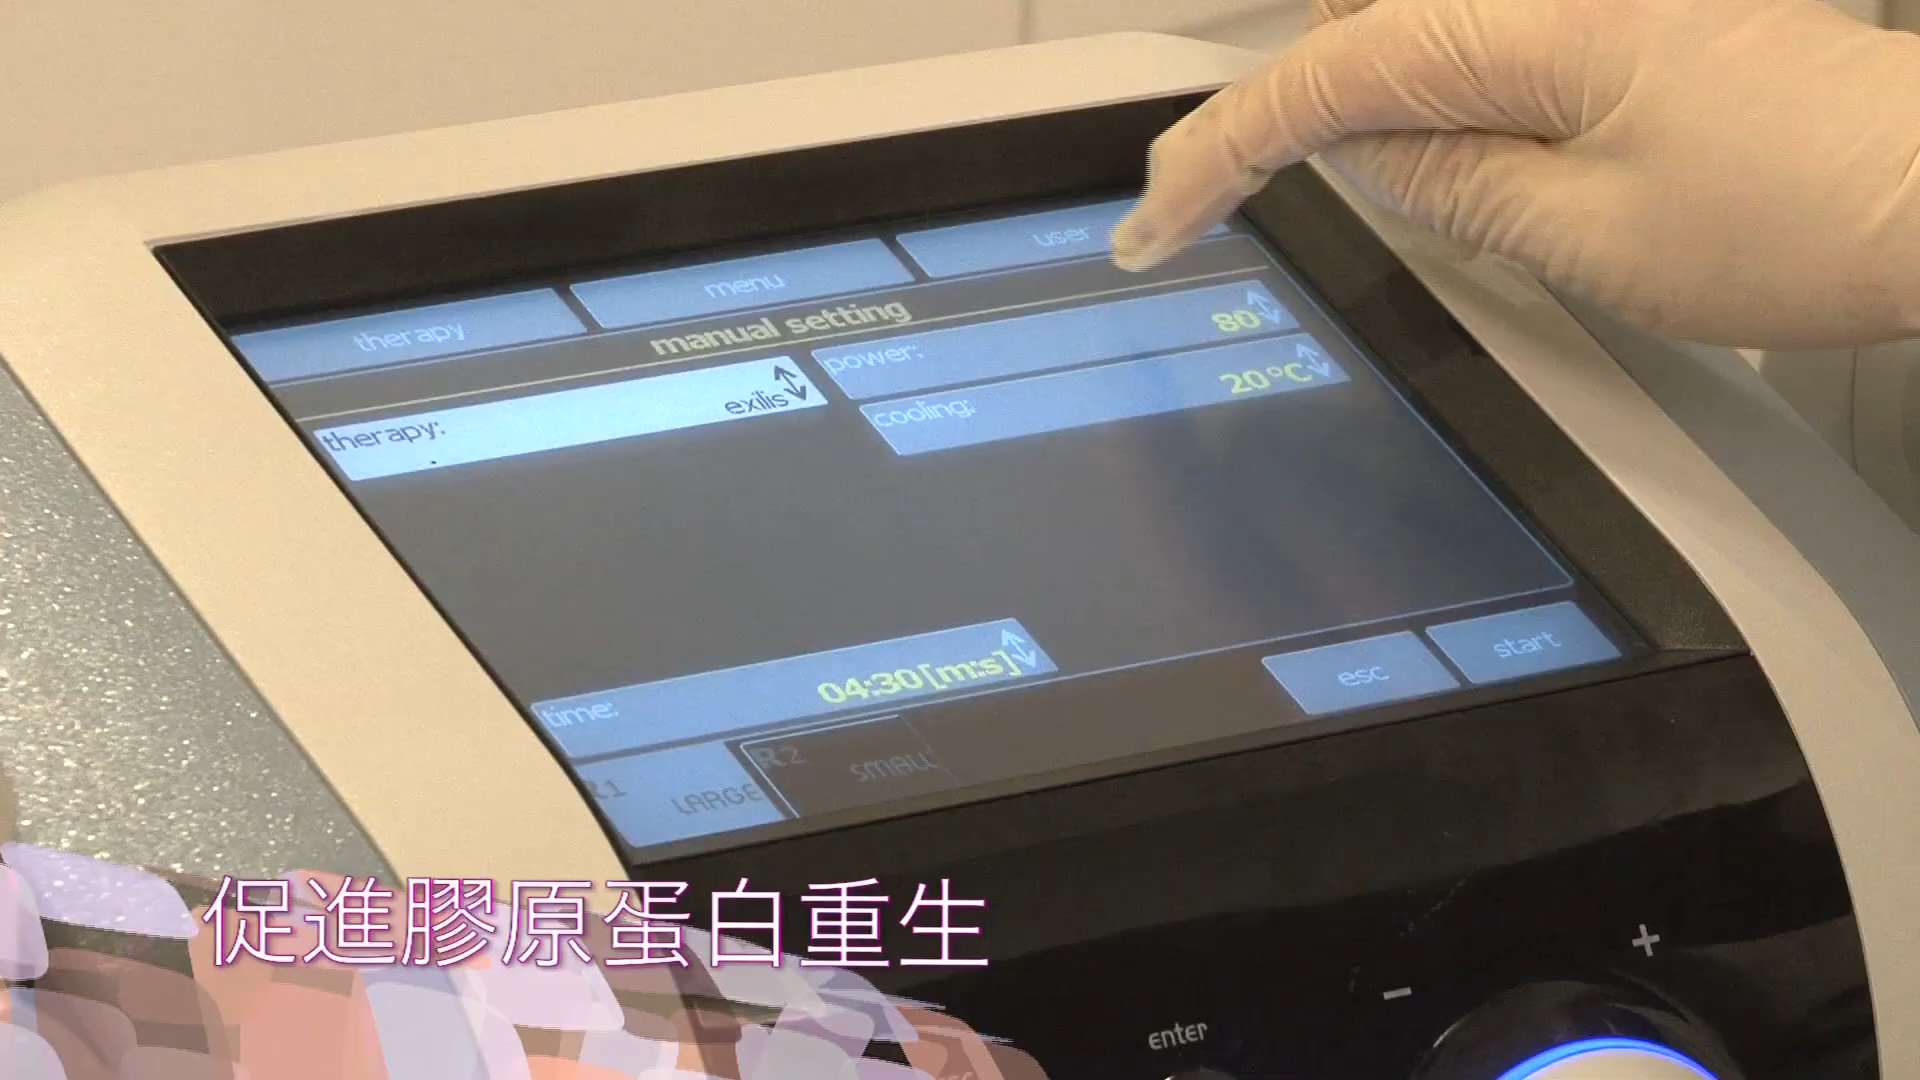 therapy
menu
user
manual setting
therapy:
exilis
power:
80
cooling:
20°C
time:
04:30[m:s]
esc
start
R1
LARGE
R2
SMALL
促進膠原蛋白重生
+
-
enter